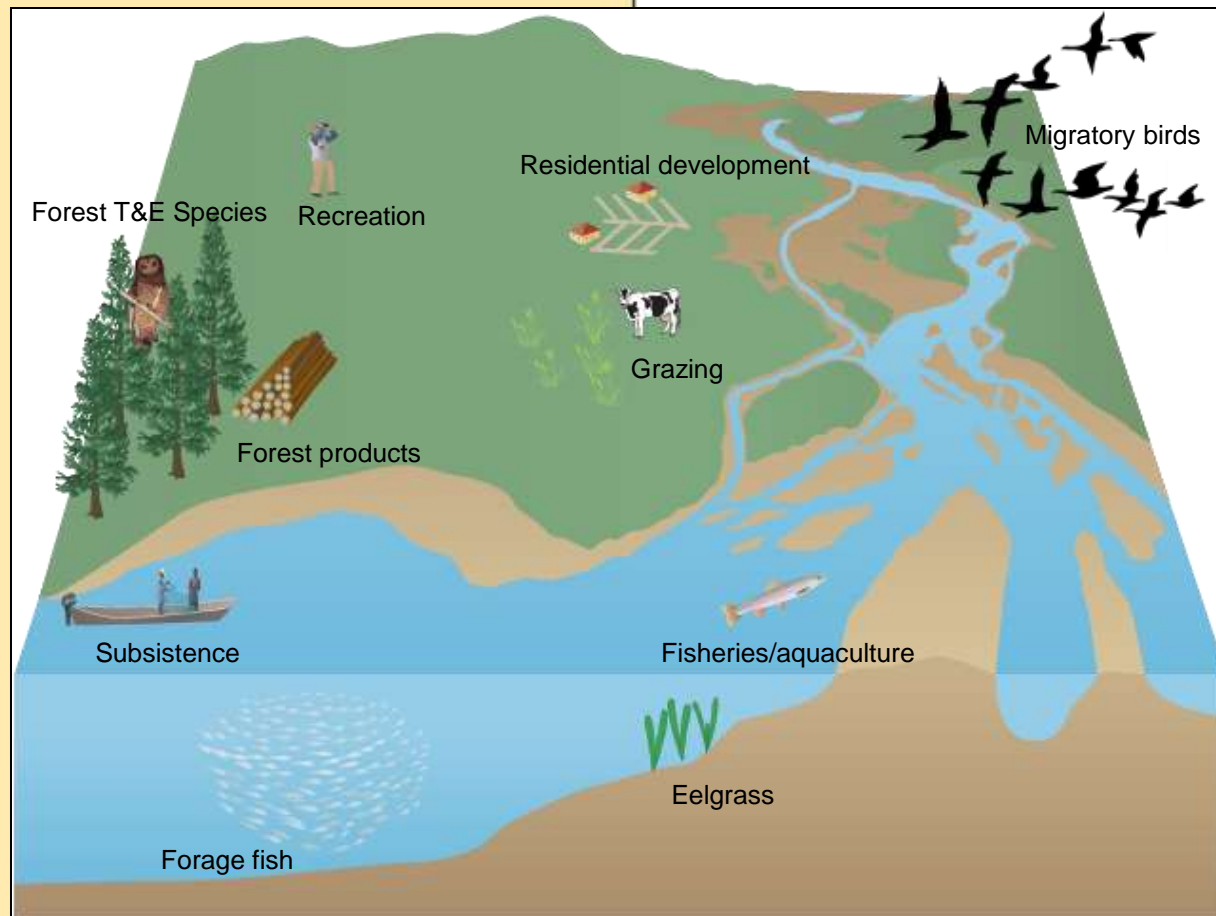 Migratory birds
Residential development
Forest T&E Species
Recreation
Grazing
Forest products
Subsistence
Fisheries/aquaculture
Eelgrass
Forage fish